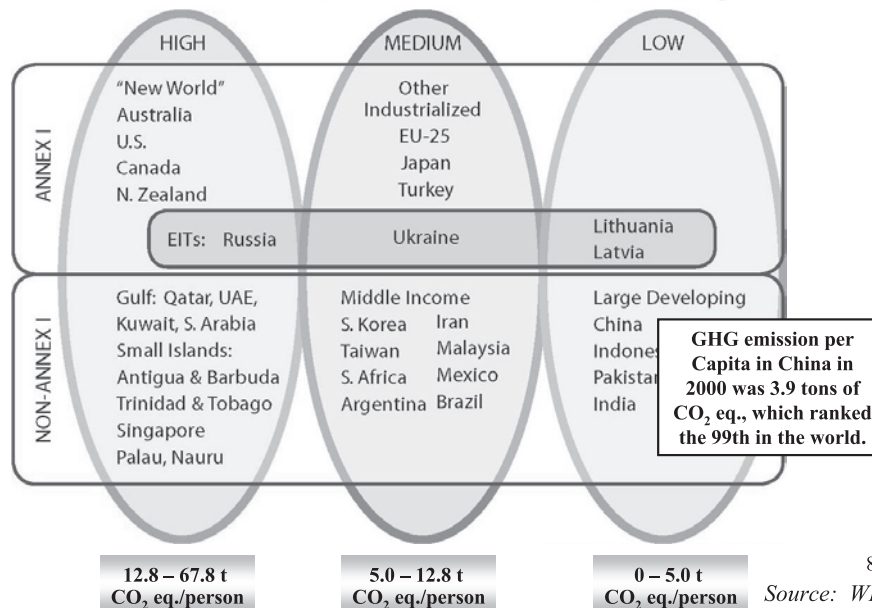 HIGH
MEDIUM
LOW
ANNEX I
"New World"
Australia
U.S.
Canada
N. Zealand
Other
Industrialized
EU-25
Japan
Turkey
EITs: Russia
Ukraine
Lithuania
Latvia
NON-ANNEX I
Gulf: Qatar, UAE,
Kuwait, S. Arabia
Small Islands:
Antigua & Barbuda
Trinidad & Tobago
Singapore
Palau, Nauru
Middle Income
S. Korea Iran
Taiwan Malaysia
S. Africa Mexico
Argentina Brazil
Large Developing
China
India
GHG emission per
Capita in China in
2000 was 3.9 tons of
CO₂ eq., which ranked
the 99th in the world.
12.8 – 67.8 t
CO₂ eq./person
5.0 – 12.8 t
CO₂ eq./person
0 – 5.0 t
CO₂ eq./person
8
Source: